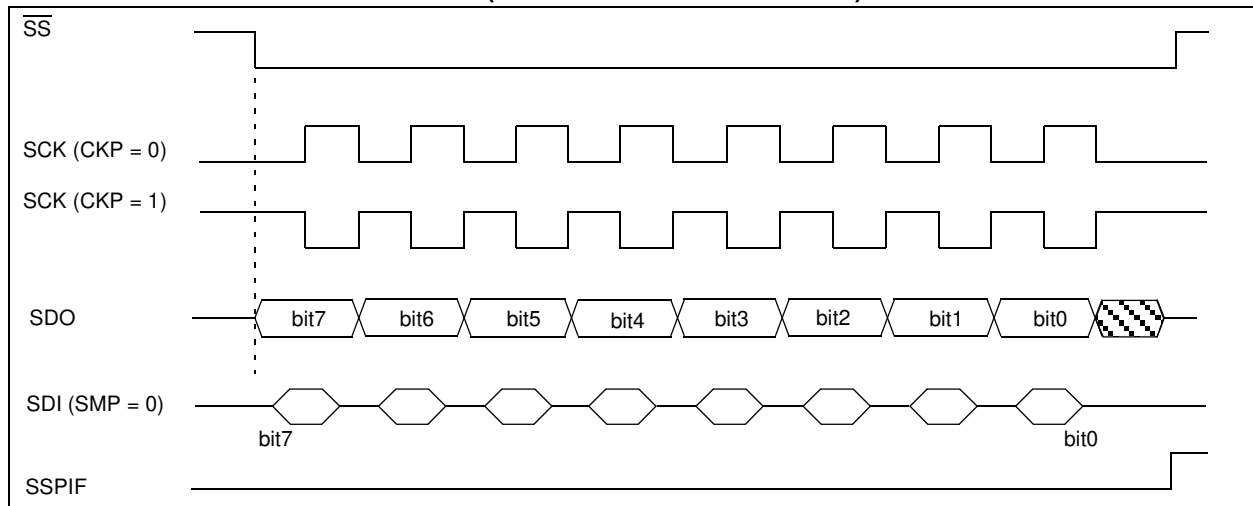 SS
SCK (CKP = 0)
SCK (CKP = 1)
SDO
bit7 bit6 bit5 bit4 bit3 bit2 bit1 bit0
SDI (SMP = 0)
bit7 bit0
SSPIF